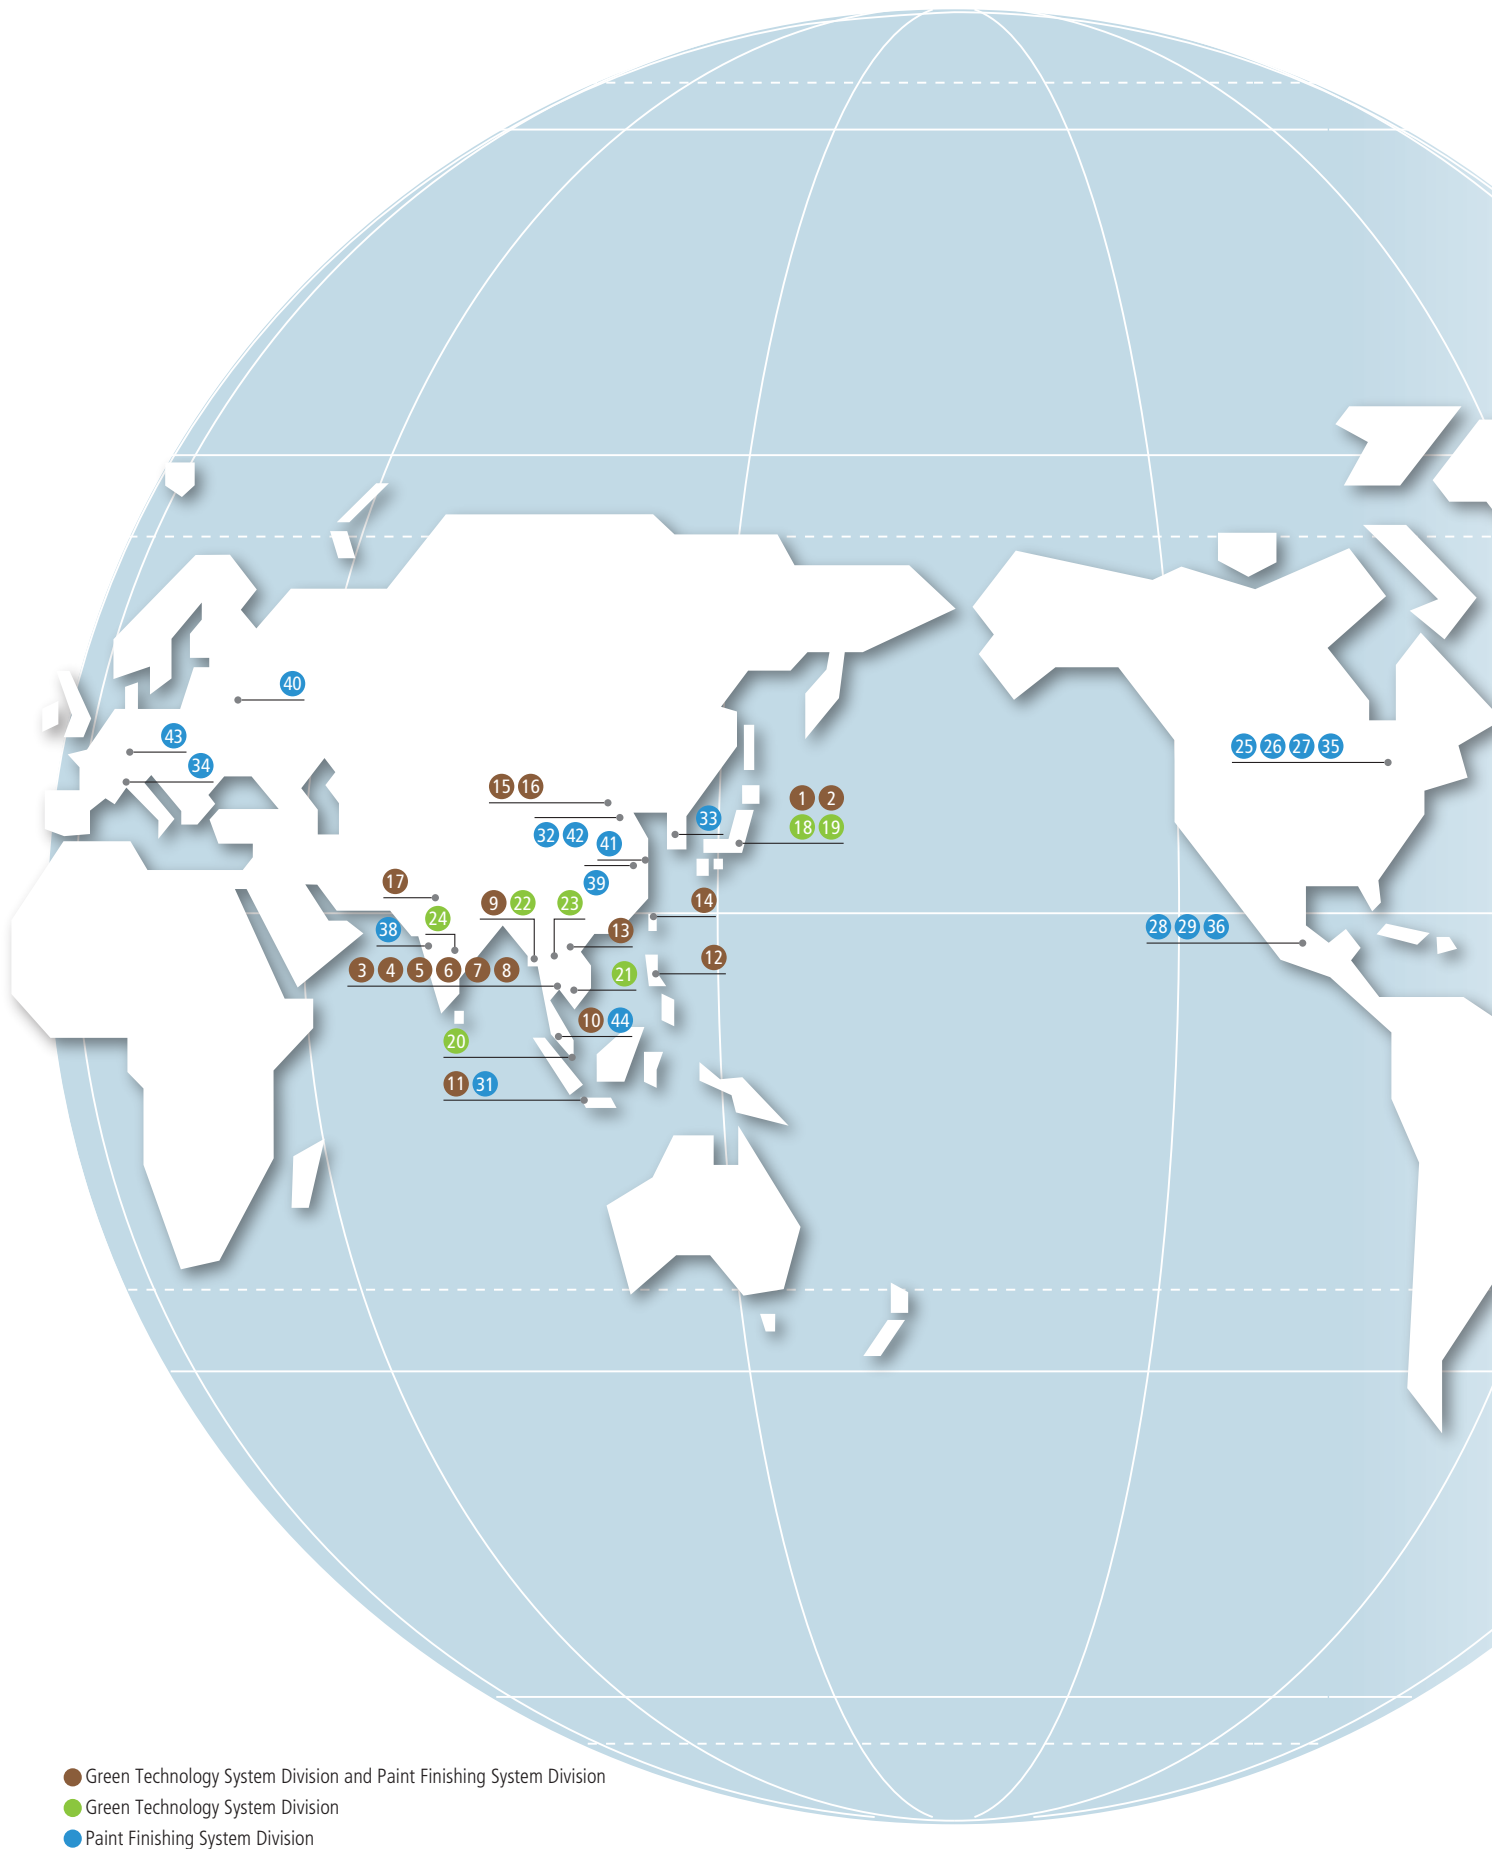 40
43
34
25 26 27 35
15 16
1 2
33
18 19
32 42
41
39
17
9 22 23
14
24
28 29 36
38
13
12
3 4 5 6 7 8
21
10 44
20
11 31
Green Technology System Division and Paint Finishing System Division
Green Technology System Division
Paint Finishing System Division